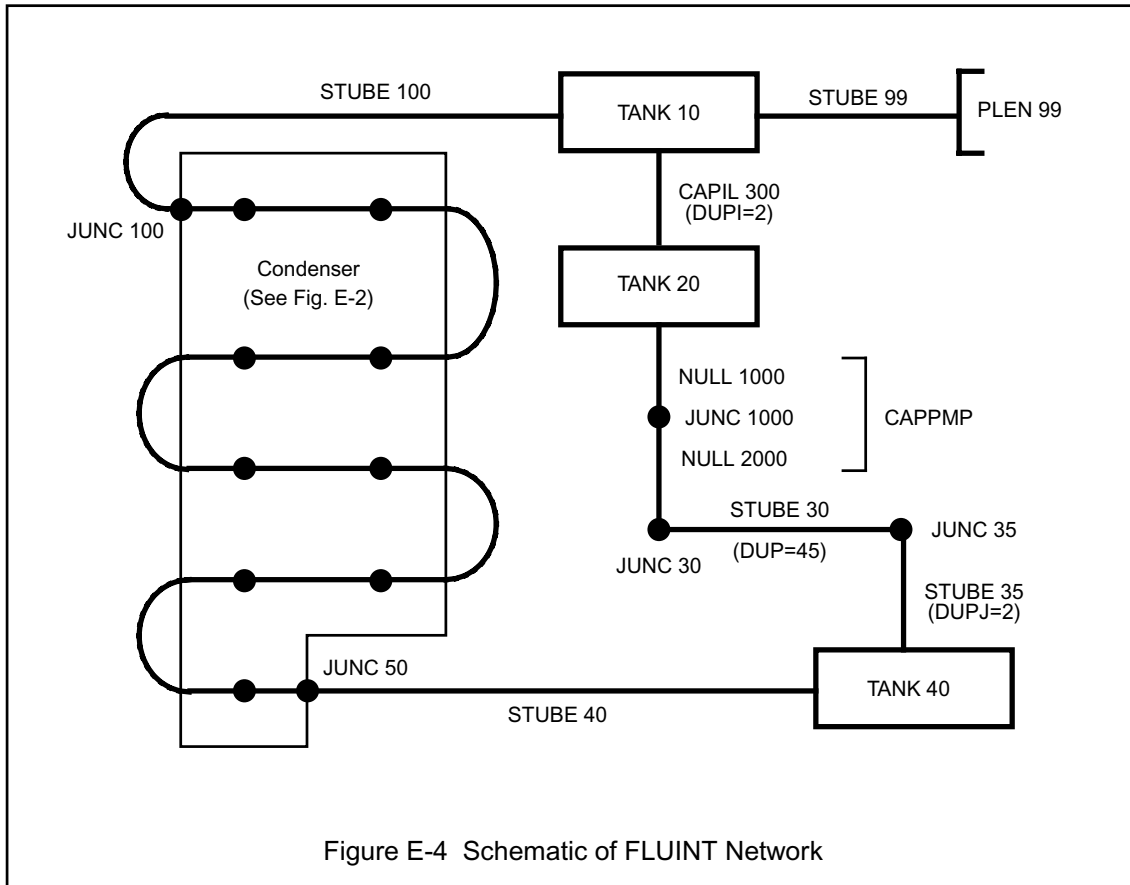 STUBE 100
TANK 10
STUBE 99
PLEN 99
CAPIL 300
(DUPI=2)
JUNC 100
Condenser
(See Fig. E-2)
TANK 20
NULL 1000
JUNC 1000
NULL 2000
CAPPMP
STUBE 30
(DUP=45)
JUNC 30
JUNC 35
STUBE 35
(DUPJ=2)
JUNC 50
STUBE 40
TANK 40
Figure E-4 Schematic of FLUINT Network